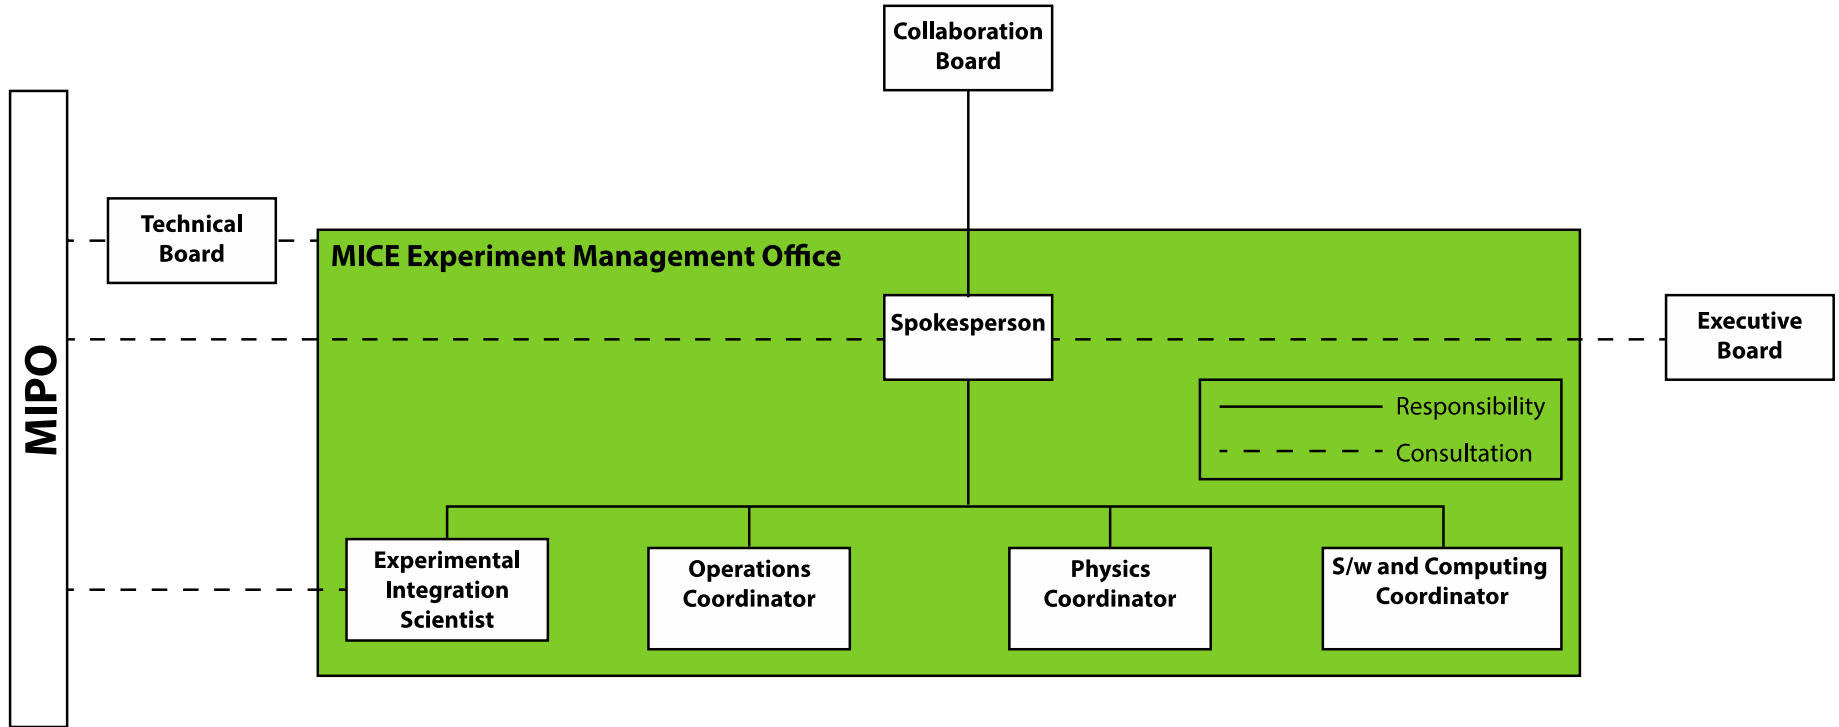 Collaboration
Board
MIPO
Technical
Board
MICE Experiment Management Office
Spokesperson
Executive
Board
Responsibility
Consultation
Experimental
Integration
Scientist
Operations
Coordinator
Physics
Coordinator
S/w and Computing
Coordinator